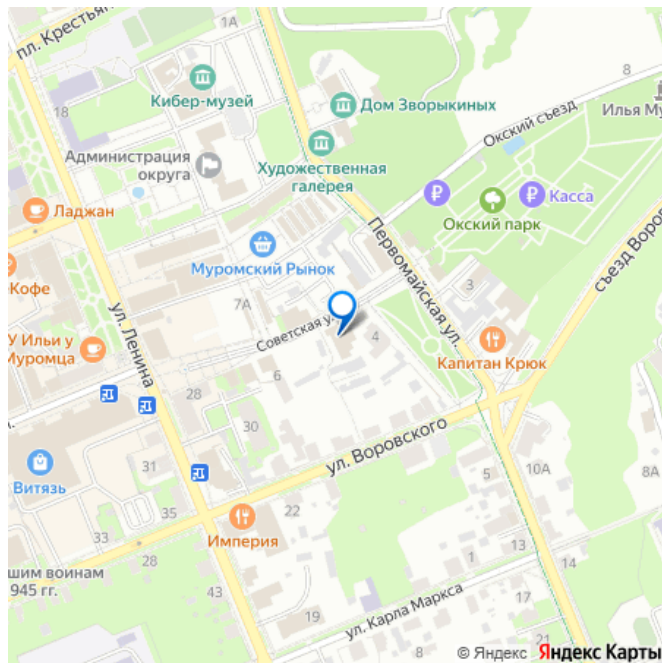 пл. Крестьян
1А
8
Кибер-музей
Дом Зворыкиных
Илья Му
18
Окский съезд
Администрация
округа
Художественная
галерея
Касса
Ладжан
Окский парк
Первомайская ул.
съезд Воро
Муромский Рынок
Кофе
7А
3
ул. Ленина
Советская у
4
У Ильи у
Муромца
Капитан Крюк
6
28
30
ул. Воровского
31
Витязь
5
10А
8А
35
22
33
Империя
28
1
13
14
шим воинам
945 гг.
43
ул. Карла Маркса
19
17
21
© Яндекс Яндекс Карты